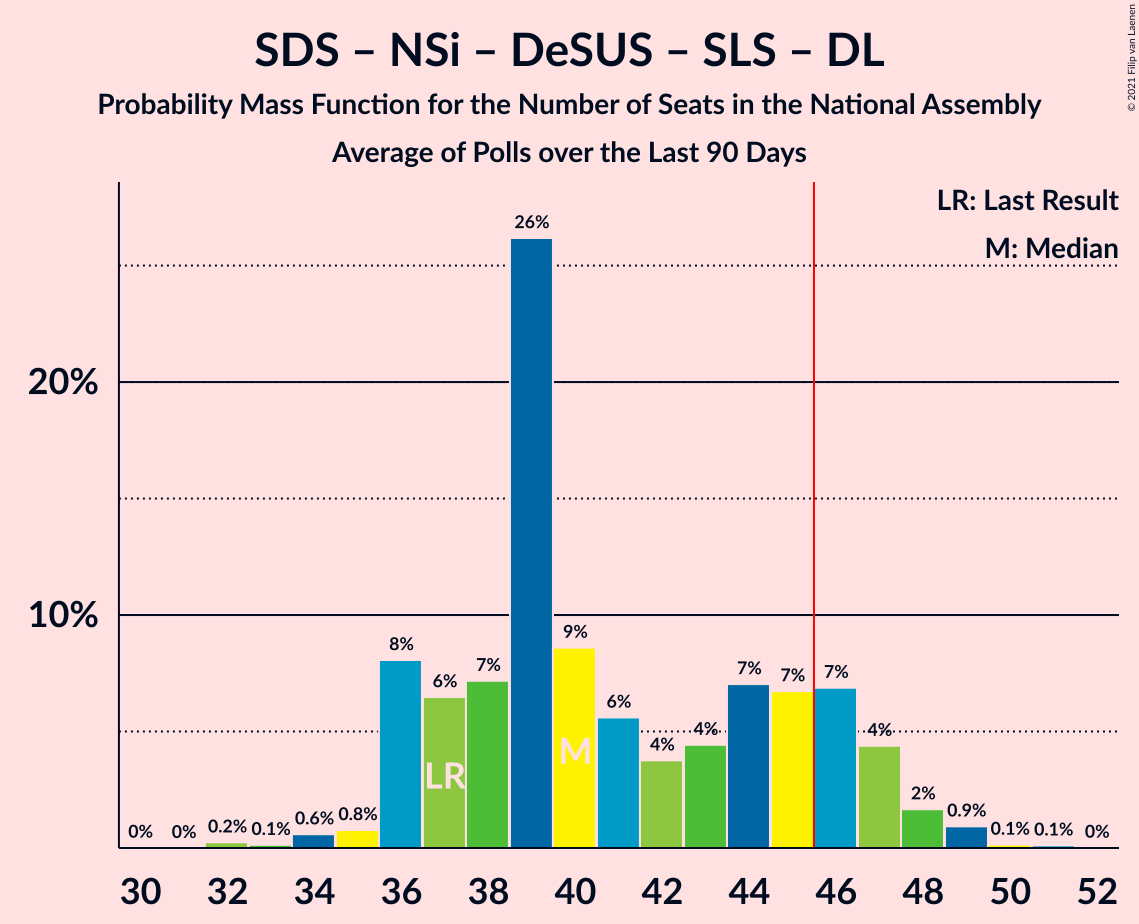 SDS – NSi – DeSUS – SLS – DL
Probability Mass Function for the Number of Seats in the National Assembly
Average of Polls over the Last 90 Days
© 2021 Filip van Laenen
LR: Last Result
M: Median
20%
10%
0% 0% 0.2% 0.1% 0.6% 0.8% 8% 6% 7% 26% 9% 6% 4% 4% 7% 7% 7% 4% 2% 0.9% 0.1% 0.1% 0%
LR M
30 32 34 36 38 40 42 44 46 48 50 52